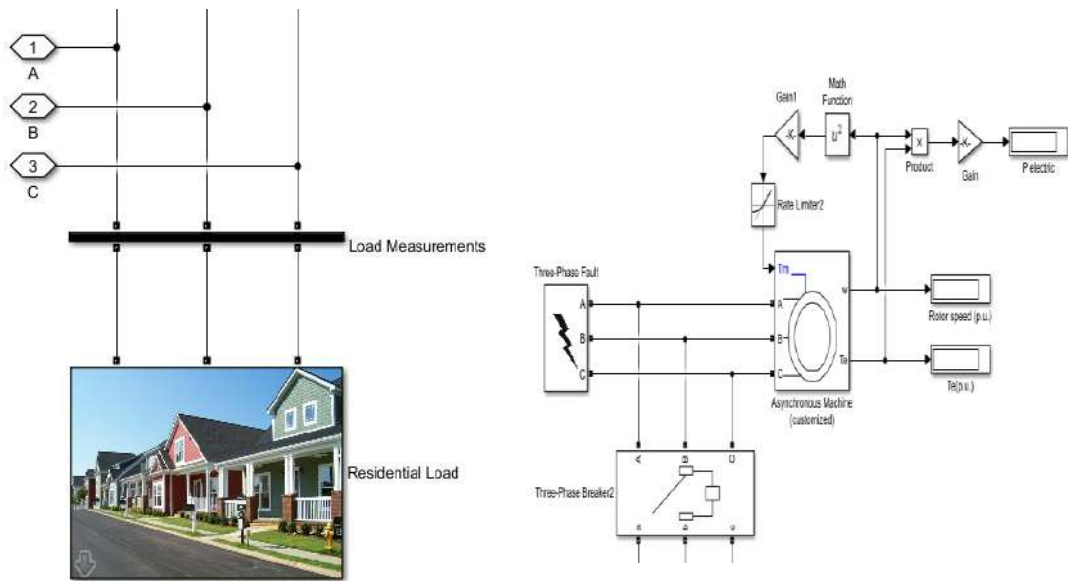 1
A
2
B
3
C
Load Measurements
Residential Load
Math
Function
Gain1
-K-
u²
x
Product
-K-
Gain
P electric
Rate Limiter2
Three-Phase Fault
A
B
C
Tm
A
B
C
w
Te
Asynchronous Machine
(customized)
Rotor speed (p.u.)
Te(p.u.)
Three-Phase Breaker2
A
B
C
a
b
c